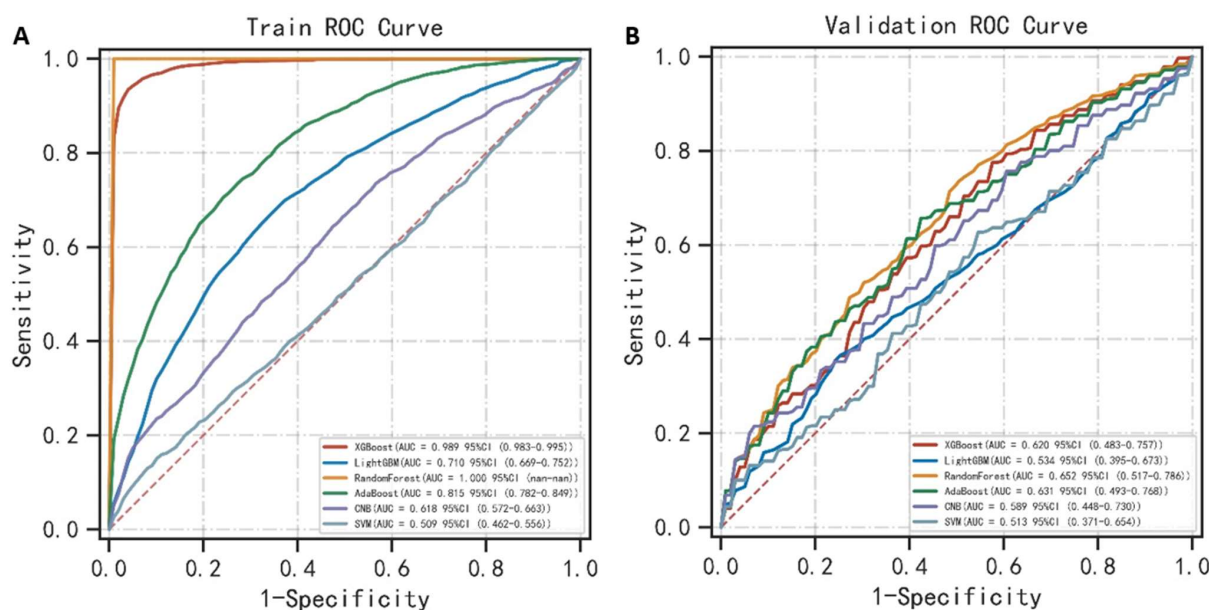 A
Train ROC Curve
Sensitivity
1.0
0.8
0.6
0.4
0.2
0.0
XGBoost(AUC = 0.989 95%CI (0.983-0.995))
LightGBM(AUC = 0.710 95%CI (0.669-0.752))
RandomForest(AUC = 1.000 95%CI (nan-nan))
AdaBoost(AUC = 0.815 95%CI (0.782-0.849))
CNB(AUC = 0.618 95%CI (0.572-0.663))
SVM(AUC = 0.509 95%CI (0.462-0.556))
0.0 0.2 0.4 0.6 0.8 1.0
1-Specificity
B
Validation ROC Curve
Sensitivity
1.0
0.8
0.6
0.4
0.2
0.0
XGBoost(AUC = 0.620 95%CI (0.483-0.757))
LightGBM(AUC = 0.534 95%CI (0.395-0.673))
RandomForest(AUC = 0.652 95%CI (0.517-0.786))
AdaBoost(AUC = 0.631 95%CI (0.493-0.768))
CNB(AUC = 0.589 95%CI (0.448-0.730))
SVM(AUC = 0.513 95%CI (0.371-0.654))
0.0 0.2 0.4 0.6 0.8 1.0
1-Specificity